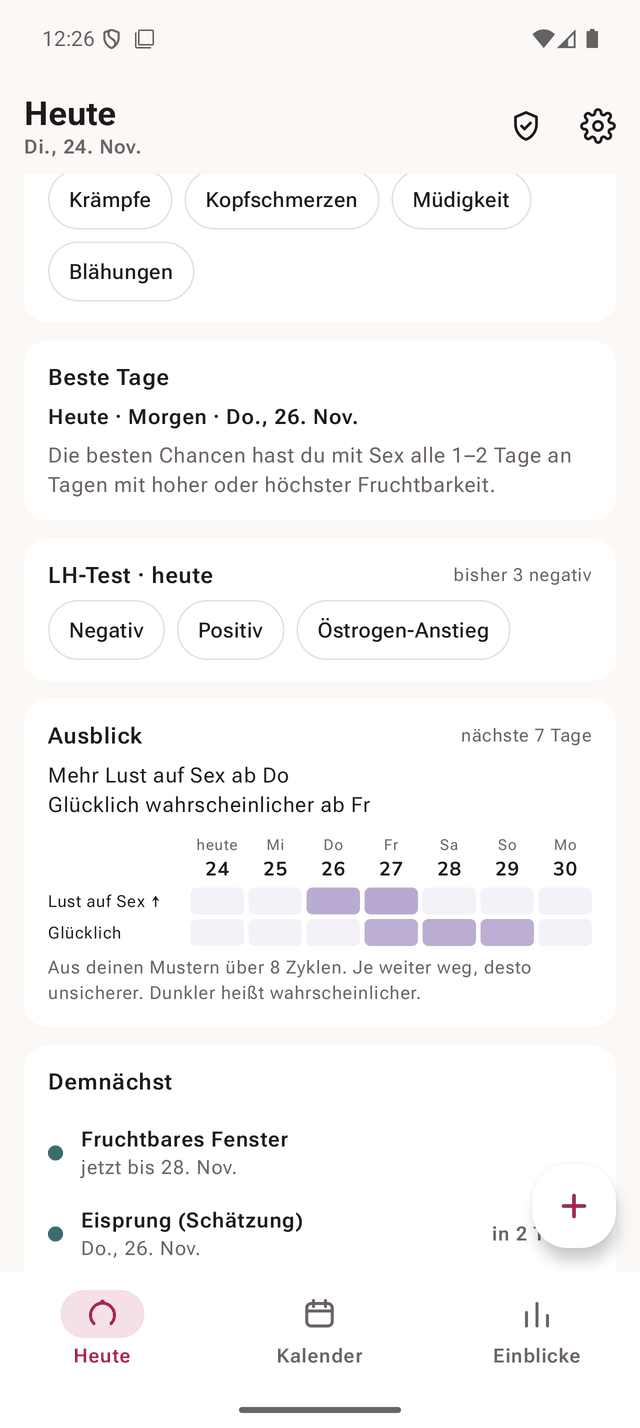 12:26
Heute
Di., 24. Nov.
Krämpfe
Kopfschmerzen
Müdigkeit
Blähungen
Beste Tage
Heute · Morgen · Do., 26. Nov.
Die besten Chancen hast du mit Sex alle 1–2 Tage an
Tagen mit hoher oder höchster Fruchtbarkeit.
LH-Test · heute
bisher 3 negativ
Negativ
Positiv
Östrogen-Anstieg
Ausblick
nächste 7 Tage
Mehr Lust auf Sex ab Do
Glücklich wahrscheinlicher ab Fr
heute Mi Do Fr Sa So Mo
24 25 26 27 28 29 30
Lust auf Sex ↑
Glücklich
Aus deinen Mustern über 8 Zyklen. Je weiter weg, desto
unsicherer. Dunkler heißt wahrscheinlicher.
Demnächst
Fruchtbares Fenster
jetzt bis 28. Nov.
Eisprung (Schätzung)
in 2
Do., 26. Nov.
Heute
Kalender
Einblicke